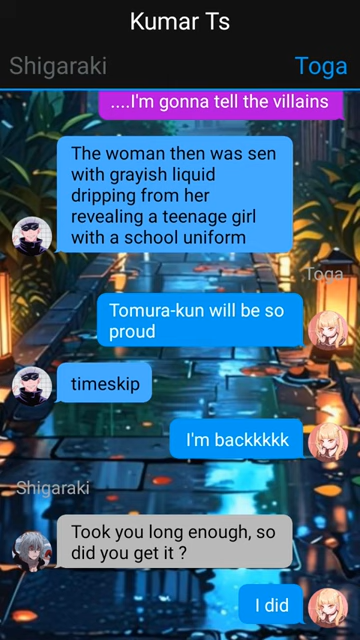 Kumar Ts
Shigaraki
Toga
....I'm gonna tell the villains
The woman then was sen
with grayish liquid
dripping from her
revealing a teenage girl
with a school uniform
Toga
Tomura-kun will be so
proud
timeskip
I'm backkkkk
Shigaraki
Took you long enough, so
did you get it ?
I did